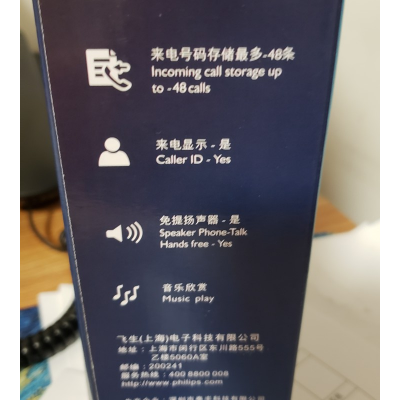 来电号码存储最多-48条
Incoming call storage up
to -48 calls
来电显示 - 是
Caller ID - Yes
免提扬声器 - 是
Speaker Phone-Talk
Hands free - Yes
音乐欣赏
Music play
飞生(上海)电子科技有限公司
地址: 上海市闵行区东川路555号
乙楼5060A室
邮编: 200241
服务热线: 400 8800 008
http://www.philips.com